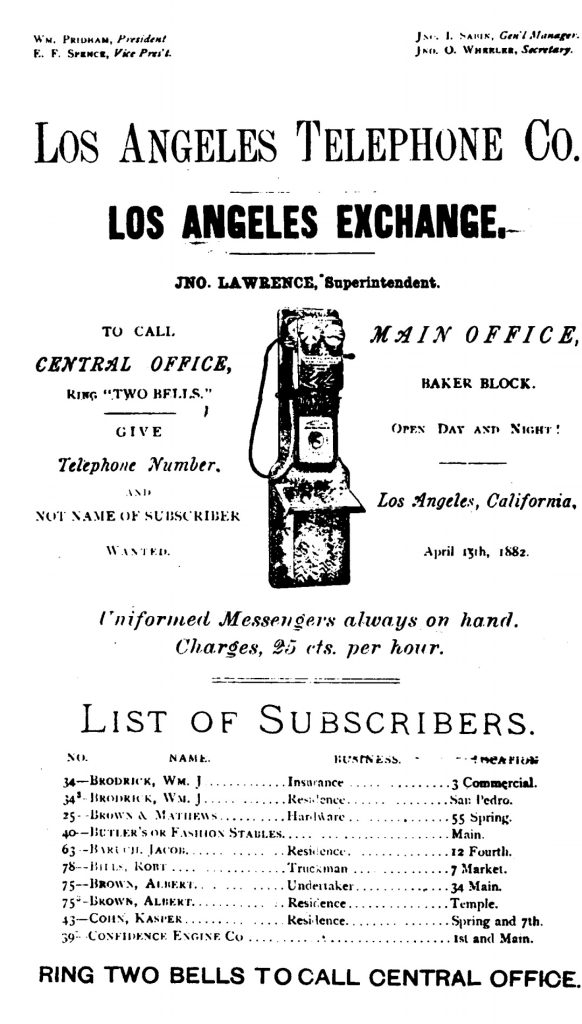 WM. PRIDHAM, President
E. F. SPENCE, Vice Pres't.
JNO. I. SABIN, Gen'l Manager.
JNO. O. WHEELER, Secretary.
LOS ANGELES TELEPHONE CO.
LOS ANGELES EXCHANGE.
JNO. LAWRENCE, Superintendent.
TO CALL
CENTRAL OFFICE,
RING "TWO BELLS."
GIVE
Telephone Number,
AND
NOT NAME OF SUBSCRIBER
WANTED.
MAIN OFFICE,
BAKER BLOCK.
OPEN DAY AND NIGHT!
Los Angeles, California,
April 15th, 1882.
Uniformed Messengers always on hand.
Charges, 25 cts. per hour.
LIST OF SUBSCRIBERS.
NO. NAME. BUSINESS. LOCATION
34—BRODRICK, WM. J ............Insurance ..............3 Commercial.
34²-BRODRICK, WM. J............Residence..............San Pedro.
25-BROWN & MATHEWS..........Hardware..............55 Spring.
40—BUTLER'S OR FASHION STABLES....................Main.
63-BARUCH, JACOB..............Residence..............12 Fourth.
78--BILLS, ROBT ................Truckman ............7 Market.
75--BROWN, ALBERT..............Undertaker............34 Main.
75²-BROWN, ALBERT..............Residence..............Temple.
43—COHN, KASPER................Residence..............Spring and 7th.
39²-CONFIDENCE ENGINE CO ..........................1st and Main.
RING TWO BELLS TO CALL CENTRAL OFFICE.